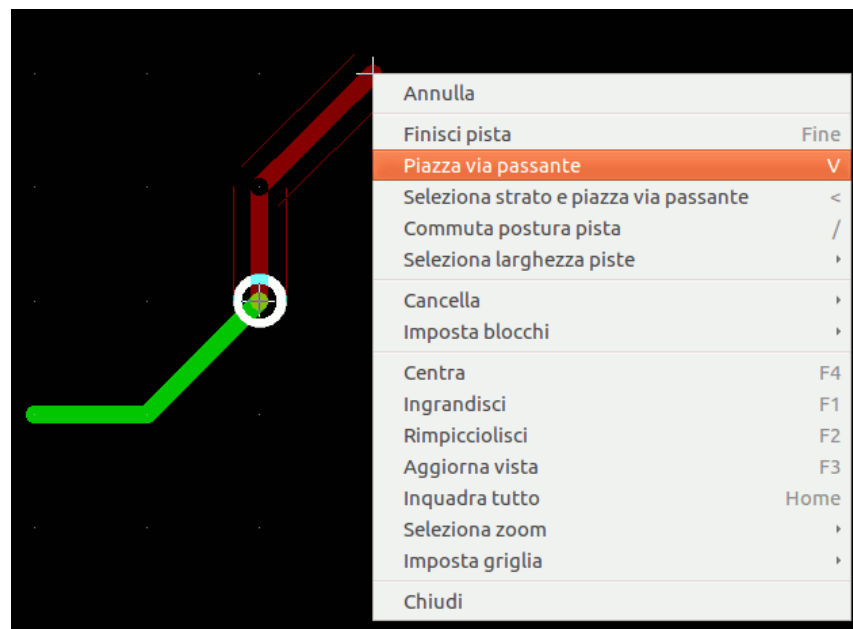 Annulla
Finisci pista Fine
Piazza via passante V
Seleziona strato e piazza via passante <
Commuta postura pista /
Seleziona larghezza piste
Cancella
Imposta blocchi
Centra F4
Ingrandisci F1
Rimpicciolisci F2
Aggiorna vista F3
Inquadra tutto Home
Seleziona zoom
Imposta griglia
Chiudi